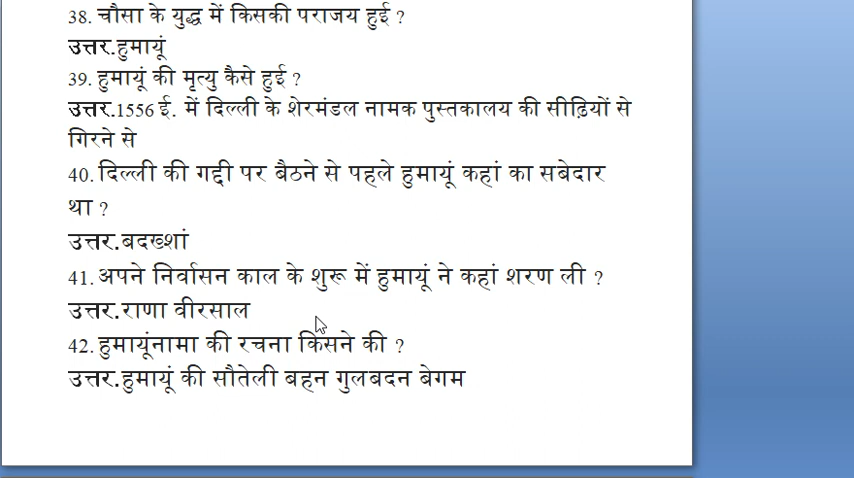 38. चौसा के युद्ध में किसकी पराजय हुई ?
उत्तर.हुमायूं
39. हुमायूं की मृत्यु कैसे हुई ?
उत्तर.1556 ई. में दिल्ली के शेरमंडल नामक पुस्तकालय की सीढ़ियों से
गिरने से
40. दिल्ली की गद्दी पर बैठने से पहले हुमायूं कहां का सबेदार
था ?
उत्तर.बदख्शां
41. अपने निर्वासन काल के शुरू में हुमायूं ने कहां शरण ली ?
उत्तर.राणा वीरसाल
42. हुमायूंनामा की रचना किसने की ?
उत्तर.हुमायूं की सौतेली बहन गुलबदन बेगम